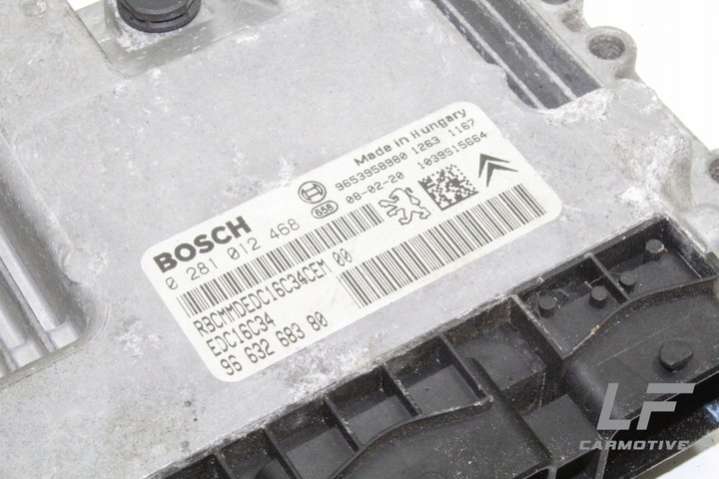 BOSCH
0 281 012 468
RBCMMDEDC16C34CEM 00
EDC16C34
96 632 683 80
Made in Hungary
9653958980 1263 1167
656 08-02-20 1039S15664
LF
CARMOTIVE